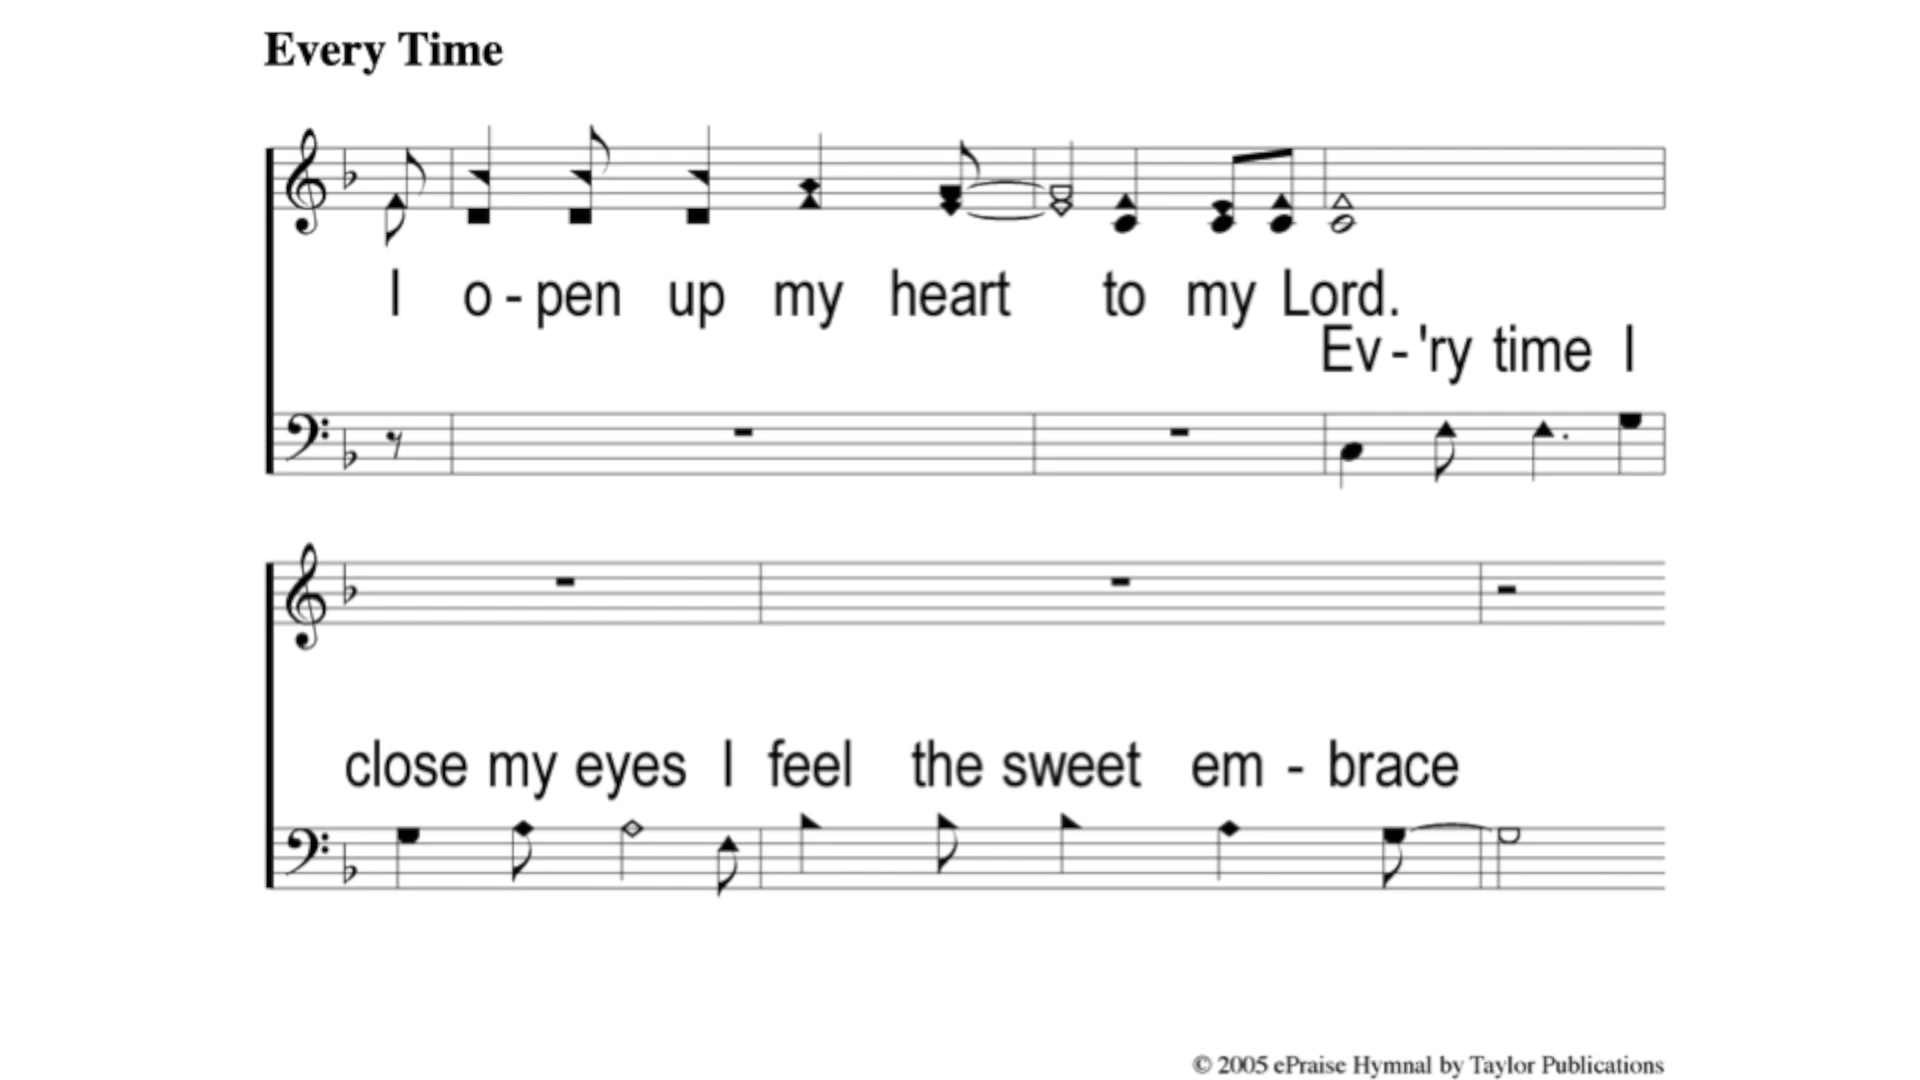 Every Time
I o - pen up my heart to my Lord.
Ev - 'ry time I
close my eyes I feel the sweet em - brace
© 2005 ePraise Hymnal by Taylor Publications